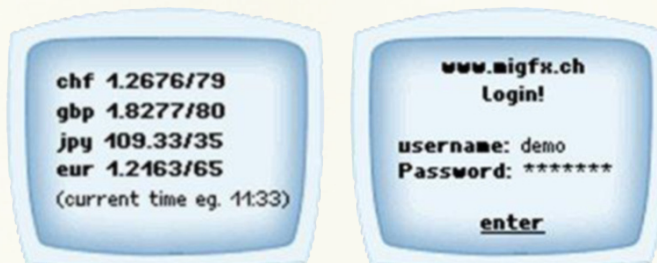 chf 1.2676/79
gbp 1.8277/80
jpy 109.33/35
eur 1.2163/65
(current time eg. 11:33)
www.migfx.ch
Login!
username: demo
Password: *******
enter